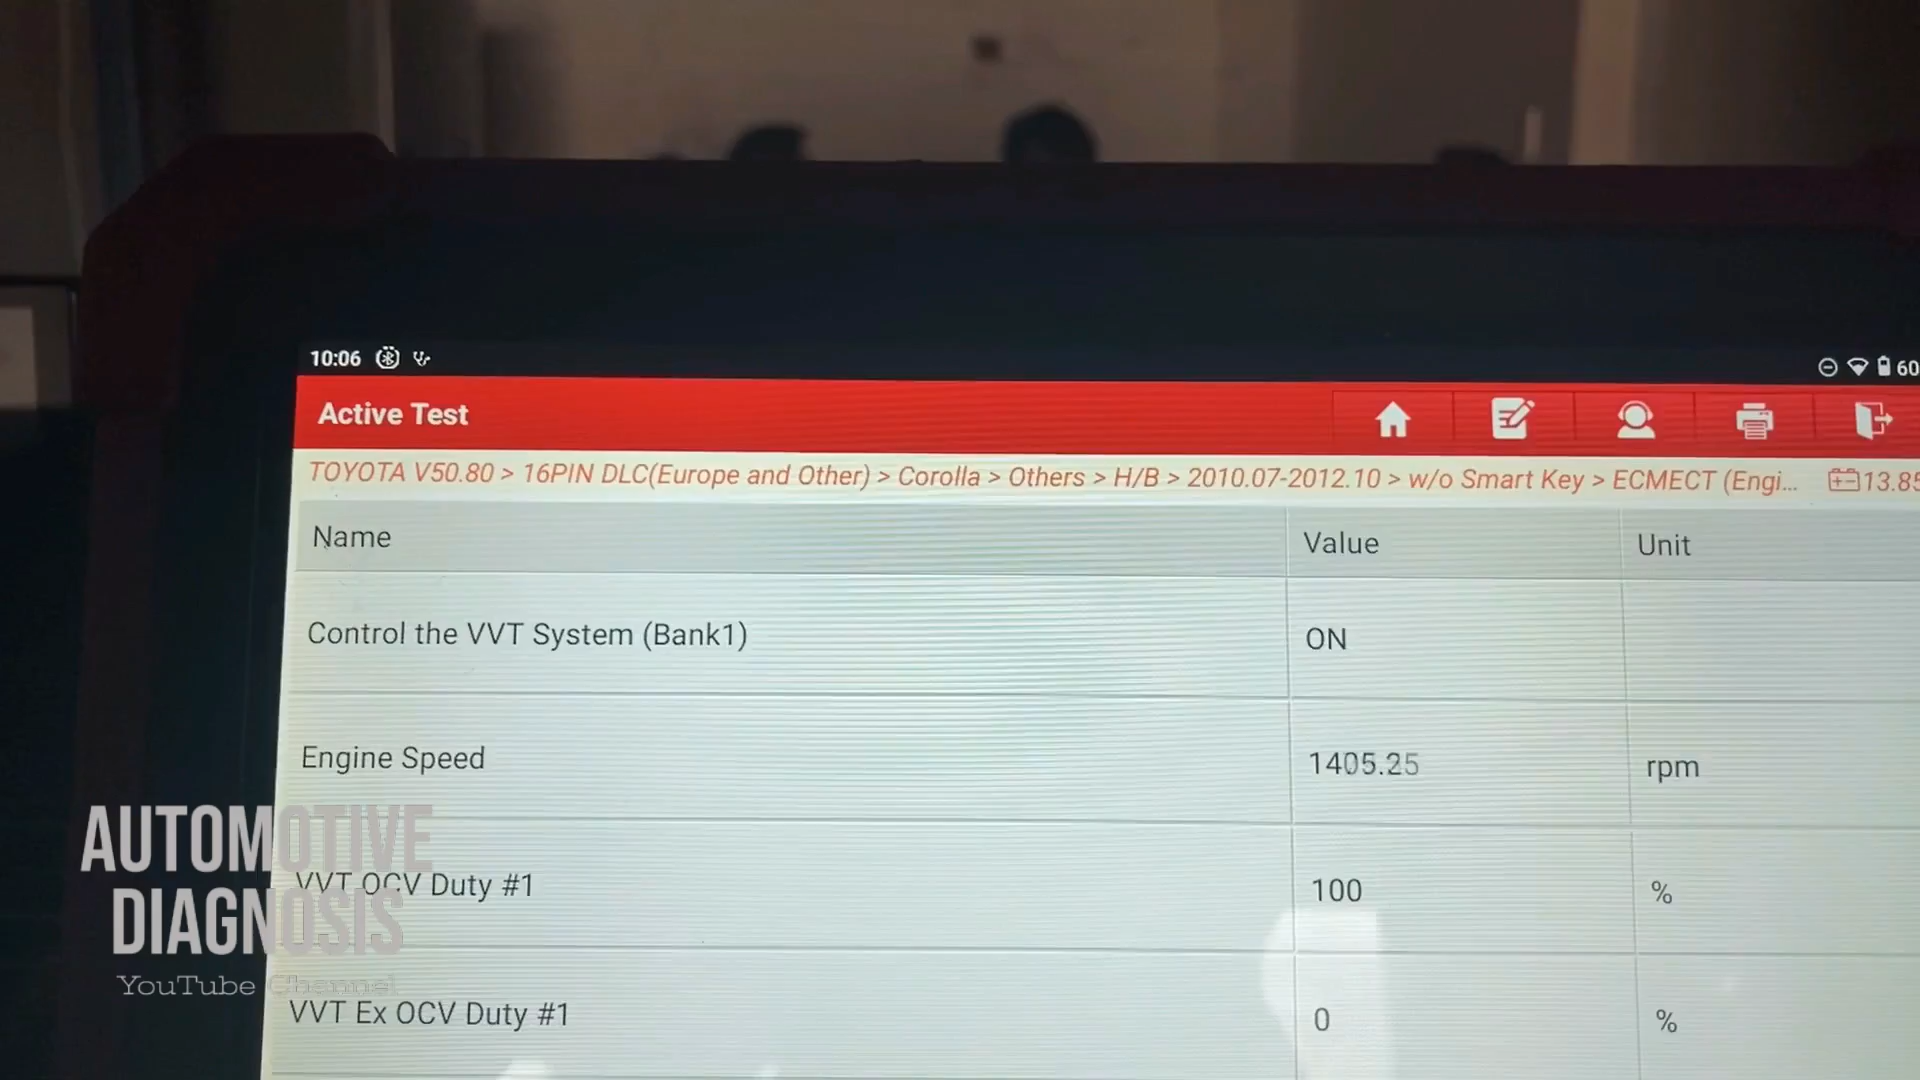 10:06
60
Active Test
TOYOTA V50.80 > 16PIN DLC(Europe and Other) > Corolla > Others > H/B > 2010.07-2012.10 > w/o Smart Key > ECMECT (Engi... 13.85
Name Value Unit
Control the VVT System (Bank1) ON
Engine Speed 1405.25 rpm
VVT OCV Duty #1 100 %
VVT Ex OCV Duty #1 0 %
AUTOMOTIVE
DIAGNOSIS
YouTube Channel